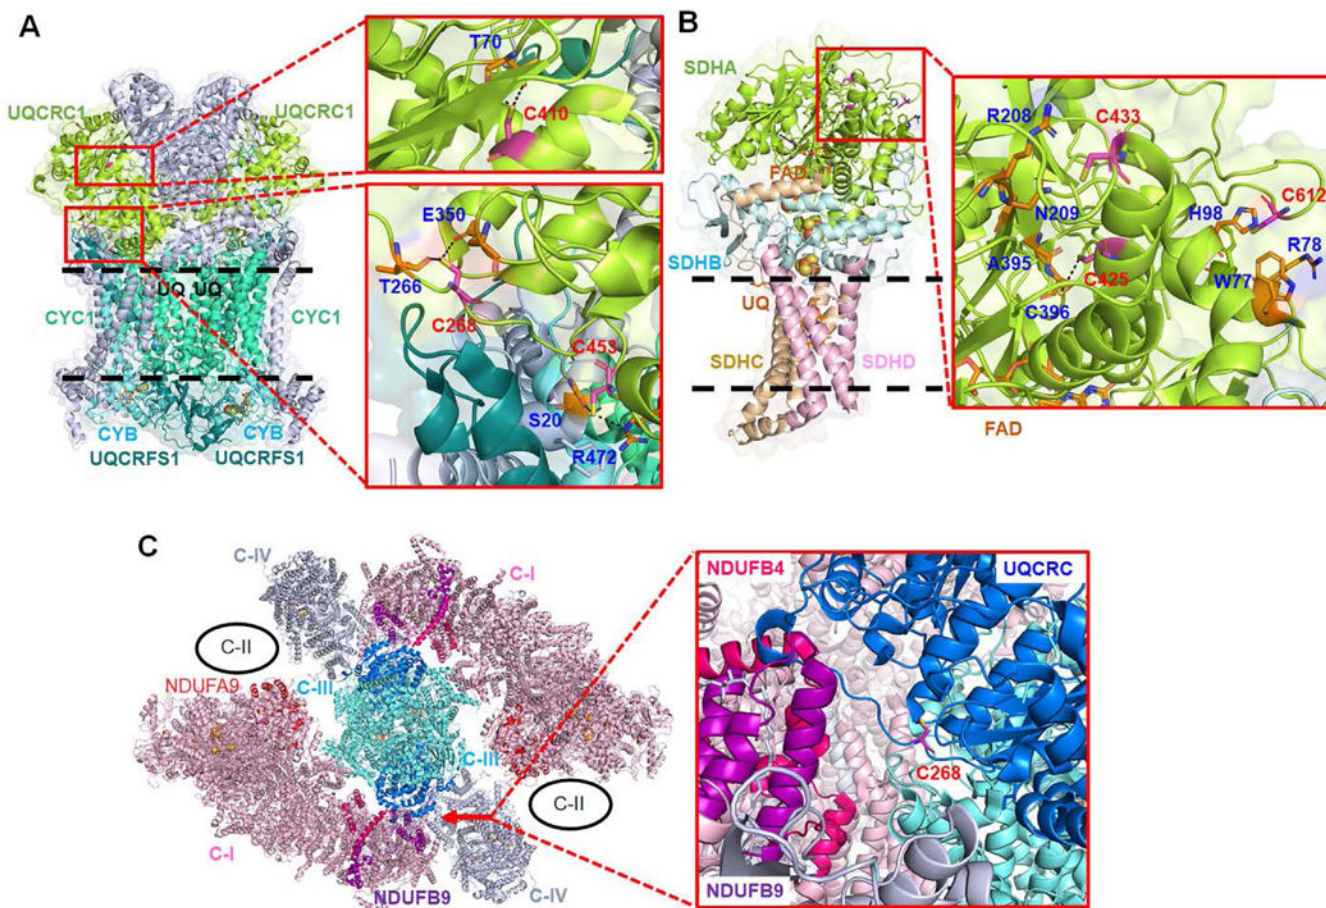 A
UQCRC1
UQCRC1
UQ UQ
CYC1
CYC1
CYB
CYB
UQCRFS1
UQCRFS1
T70
C410
E350
T266
C268
C453
S20
R472
B
SDHA
FAD
SDHB
UQ
SDHC
SDHD
R208
C433
C612
N209
H98
R78
A395
C425
W77
C396
FAD
C
C-IV
C-I
C-II
NDUFA9
C-III
C-III
C-II
C-I
NDUFB9
C-IV
NDUFB4
UQCRC
C268
NDUFB9